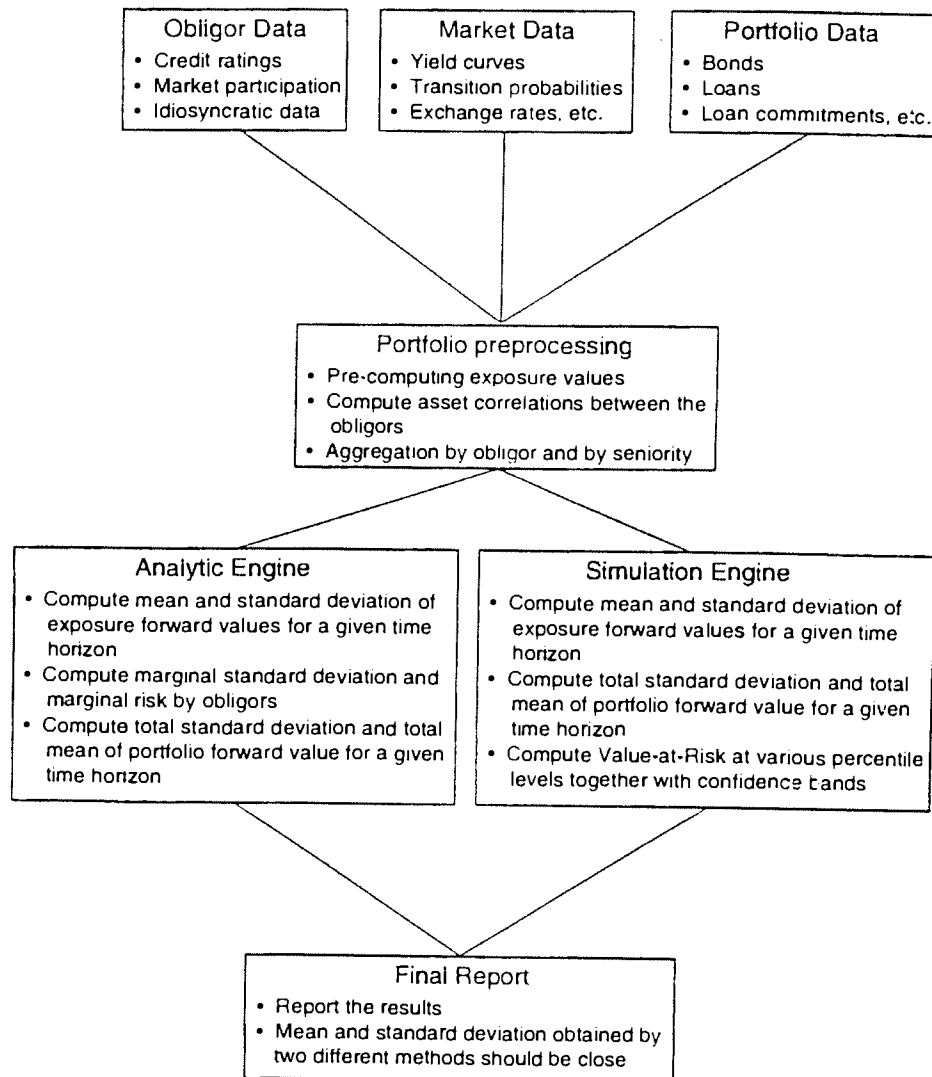 Obligor Data
• Credit ratings
• Market participation
• Idiosyncratic data
Market Data
• Yield curves
• Transition probabilities
• Exchange rates, etc.
Portfolio Data
• Bonds
• Loans
• Loan commitments, etc.
Portfolio preprocessing
• Pre-computing exposure values
• Compute asset correlations between the
obligors
• Aggregation by obligor and by seniority
Analytic Engine
• Compute mean and standard deviation of
exposure forward values for a given time
horizon
• Compute marginal standard deviation and
marginal risk by obligors
• Compute total standard deviation and total
mean of portfolio forward value for a given
time horizon
Simulation Engine
• Compute mean and standard deviation of
exposure forward values for a given time
horizon
• Compute total standard deviation and total
mean of portfolio forward value for a given
time horizon
• Compute Value-at-Risk at various percentile
levels together with confidence bands
Final Report
• Report the results
• Mean and standard deviation obtained by
two different methods should be close